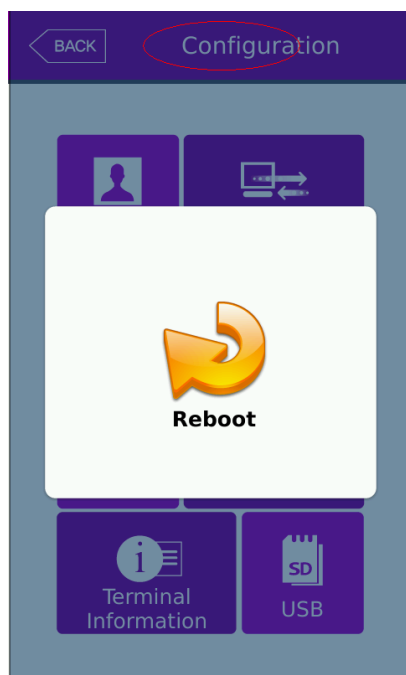 BACK
Configuration
Reboot
i
SD
Terminal
Information
USB